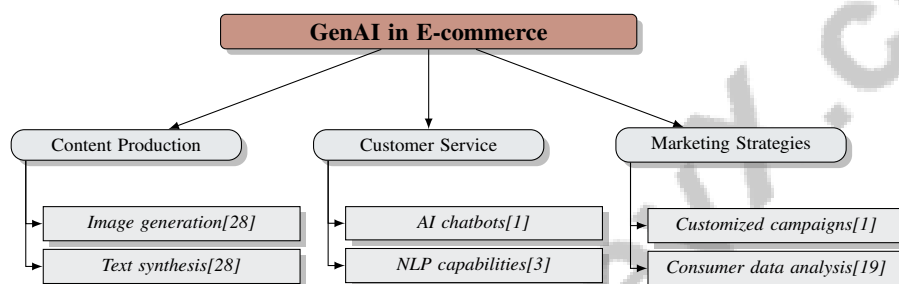 GenAI in E-commerce
Content Production
Customer Service
Marketing Strategies
Image generation[28]
Text synthesis[28]
AI chatbots[1]
NLP capabilities[3]
Customized campaigns[1]
Consumer data analysis[19]